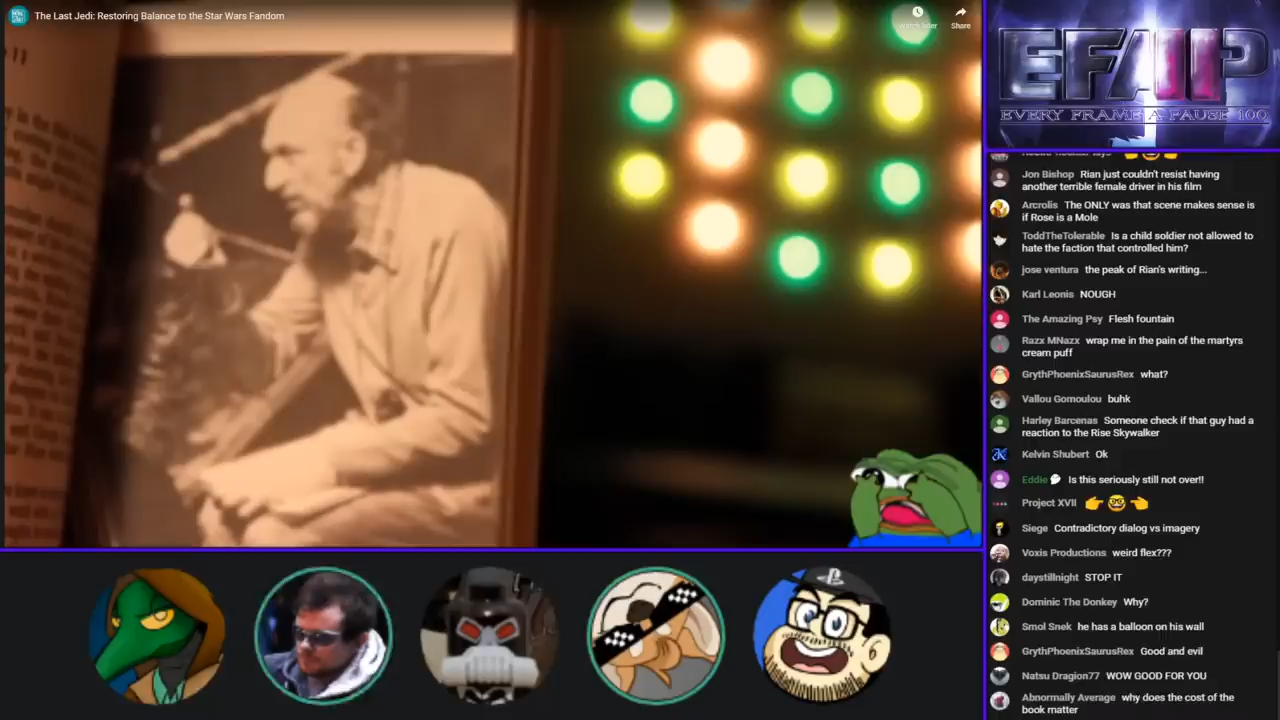 The Last Jedi: Restoring Balance to the Star Wars Fandom
Watch later
Share
EFAP
EVERY FRAME A PAUSE 100
Jon Bishop Rian just couldn't resist having
another terrible female driver in his film
Arcrolis The ONLY was that scene makes sense is
if Rose is a Mole
ToddTheTolerable Is a child soldier not allowed to
hate the faction that controlled him?
jose ventura the peak of Rian's writing...
Karl Leonis NOUGH
The Amazing Psy Flesh fountain
Razx MNazx wrap me in the pain of the martyrs
cream puff
GrythPhoenixSaurusRex what?
Vallou Gomoulou buhk
Harley Barcenas Someone check if that guy had a
reaction to the Rise Skywalker
Kelvin Shubert Ok
Eddie Is this seriously still not over!!
Project XVII
Siege Contradictory dialog vs imagery
Voxis Productions weird flex???
daystillnight STOP IT
Dominic The Donkey Why?
Smol Snek he has a balloon on his wall
GrythPhoenixSaurusRex Good and evil
Natsu Dragion77 WOW GOOD FOR YOU
Abnormally Average why does the cost of the
book matter